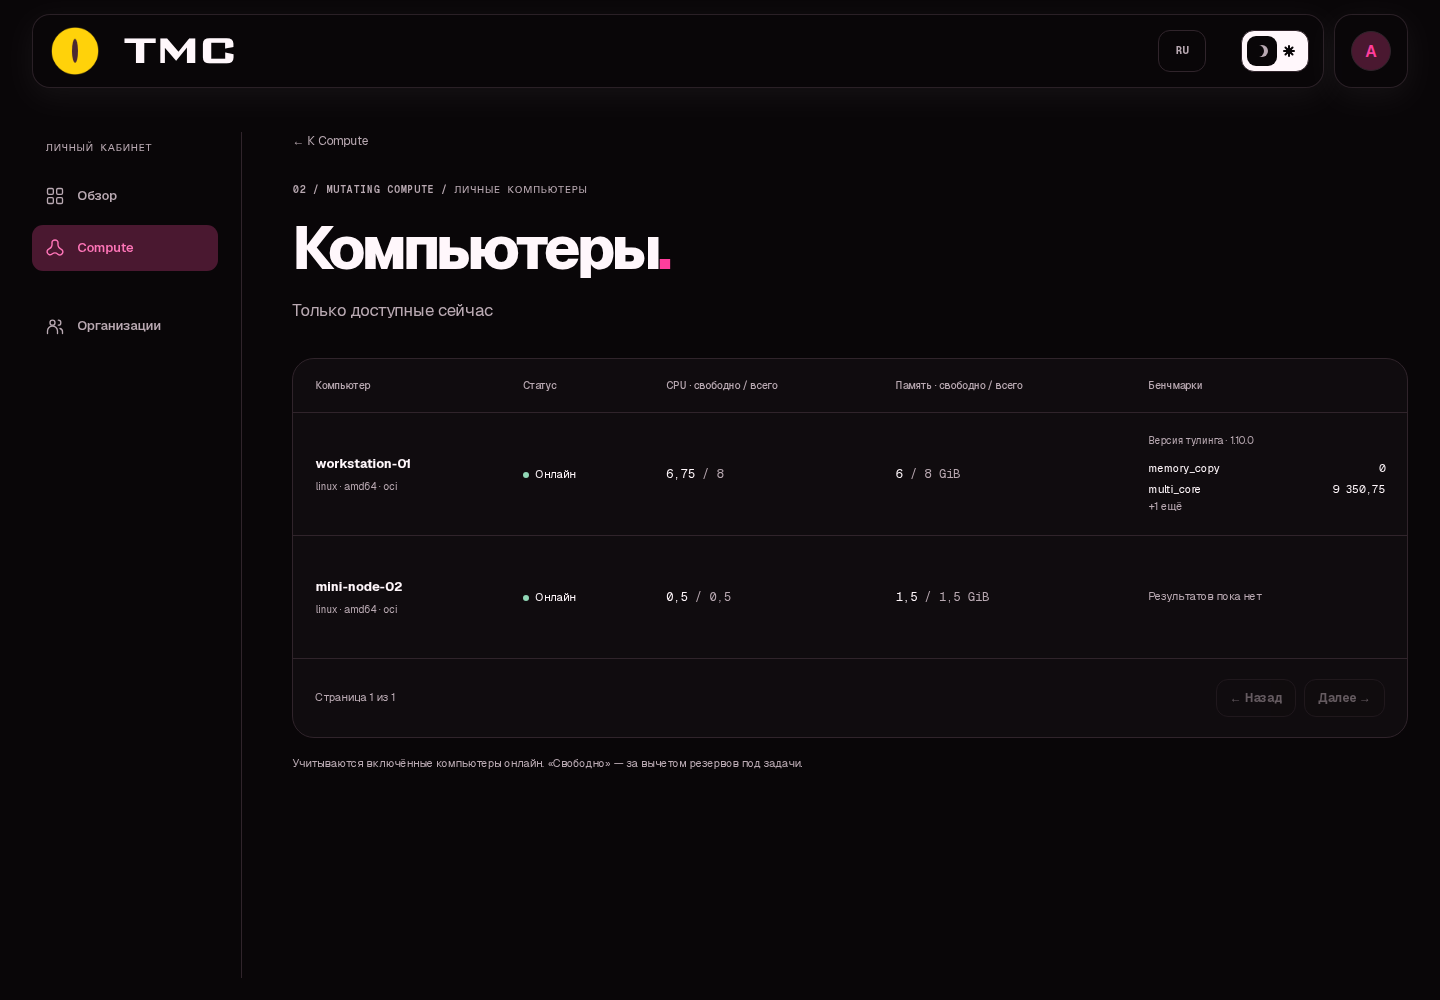 TMC
RU
A
ЛИЧНЫЙ КАБИНЕТ
Обзор
Compute
Организации
← К Compute
02 / MUTATING COMPUTE / ЛИЧНЫЕ КОМПЬЮТЕРЫ
Компьютеры.
Только доступные сейчас
Компьютер Статус CPU · свободно / всего Память · свободно / всего Бенчмарки
workstation-01
linux · amd64 · oci
Онлайн
6,75 / 8
6 / 8 GiB
Версия тулинга · 1.10.0
memory_copy 0
multi_core 9 350,75
+1 ещё
mini-node-02
linux · amd64 · oci
Онлайн
0,5 / 0,5
1,5 / 1,5 GiB
Результатов пока нет
Страница 1 из 1
← Назад
Далее →
Учитываются включённые компьютеры онлайн. «Свободно» — за вычетом резервов под задачи.